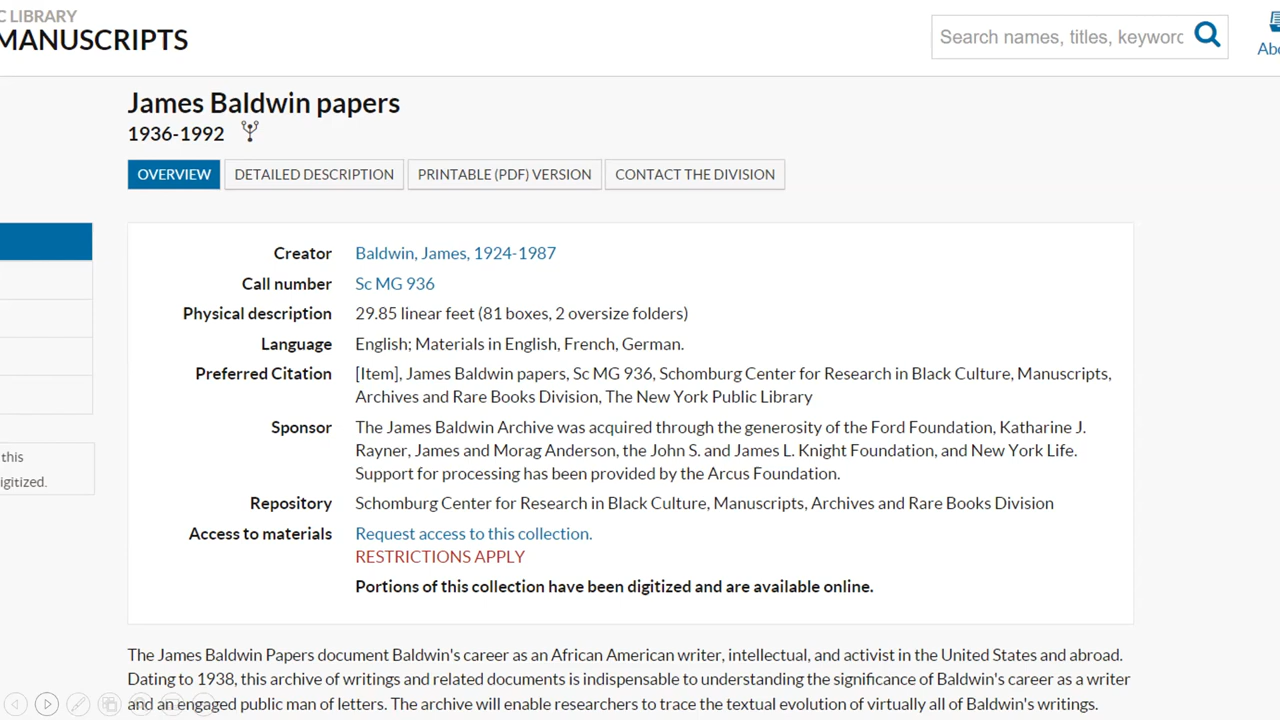 C LIBRARY
MANUSCRIPTS
Search names, titles, keyword
James Baldwin papers
1936-1992
OVERVIEW
DETAILED DESCRIPTION
PRINTABLE (PDF) VERSION
CONTACT THE DIVISION
Creator Baldwin, James, 1924-1987
Call number Sc MG 936
Physical description 29.85 linear feet (81 boxes, 2 oversize folders)
Language English; Materials in English, French, German.
Preferred Citation [Item], James Baldwin papers, Sc MG 936, Schomburg Center for Research in Black Culture, Manuscripts,
Archives and Rare Books Division, The New York Public Library
Sponsor The James Baldwin Archive was acquired through the generosity of the Ford Foundation, Katharine J.
Rayner, James and Morag Anderson, the John S. and James L. Knight Foundation, and New York Life.
Support for processing has been provided by the Arcus Foundation.
Repository Schomburg Center for Research in Black Culture, Manuscripts, Archives and Rare Books Division
Access to materials Request access to this collection.
RESTRICTIONS APPLY
Portions of this collection have been digitized and are available online.
this
igitized.
The James Baldwin Papers document Baldwin's career as an African American writer, intellectual, and activist in the United States and abroad.
Dating to 1938, this archive of writings and related documents is indispensable to understanding the significance of Baldwin's career as a writer
and an engaged public man of letters. The archive will enable researchers to trace the textual evolution of virtually all of Baldwin's writings.